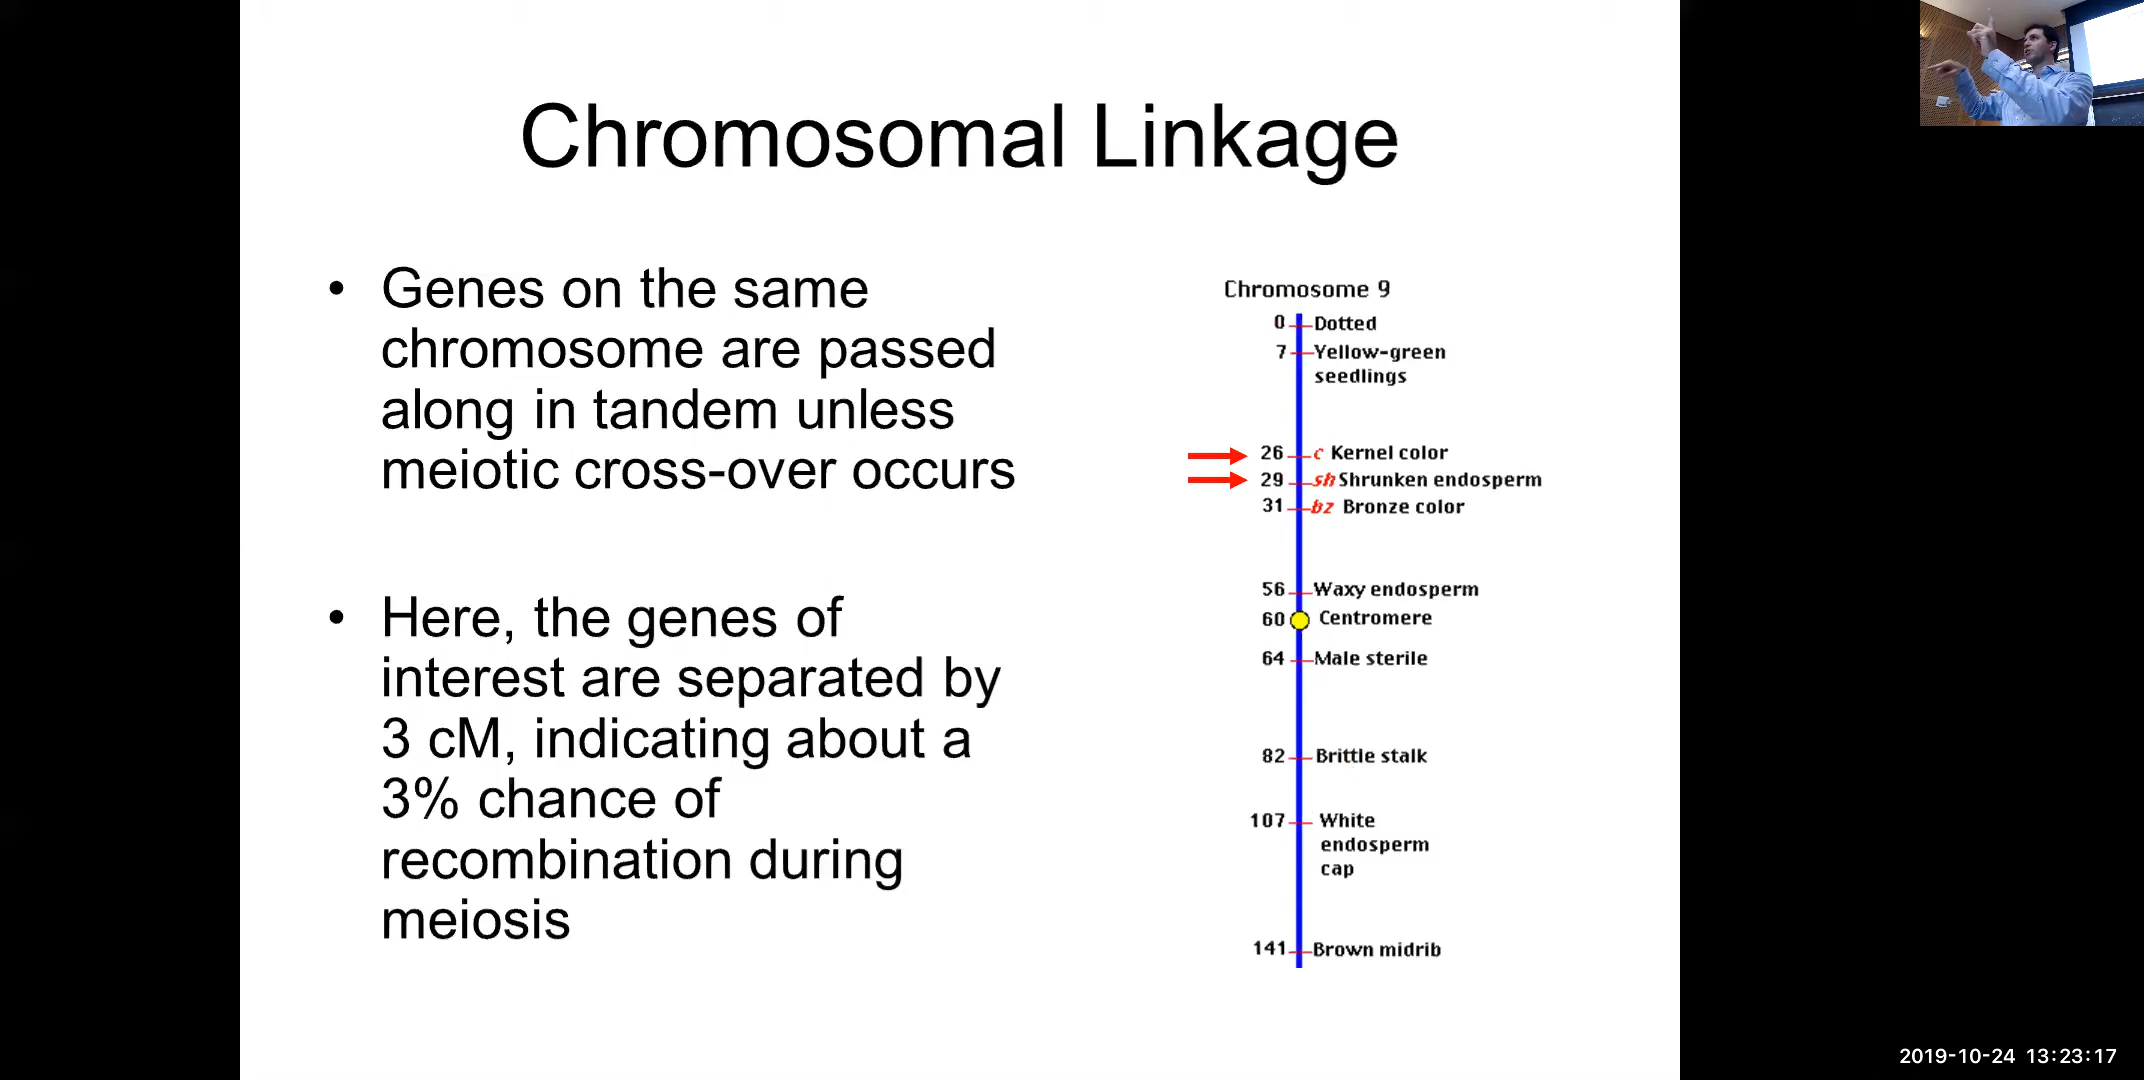 Chromosomal Linkage
• Genes on the same
chromosome are passed
along in tandem unless
meiotic cross-over occurs
• Here, the genes of
interest are separated by
3 cM, indicating about a
3% chance of
recombination during
meiosis
Chromosome 9
0 Dotted
7 Yellow-green
seedlings
26 c Kernel color
29 sh Shrunken endosperm
31 bz Bronze color
56 Waxy endosperm
60 Centromere
64 Male sterile
82 Brittle stalk
107 White
endosperm
cap
141 Brown midrib
2019-10-24 13:23:17